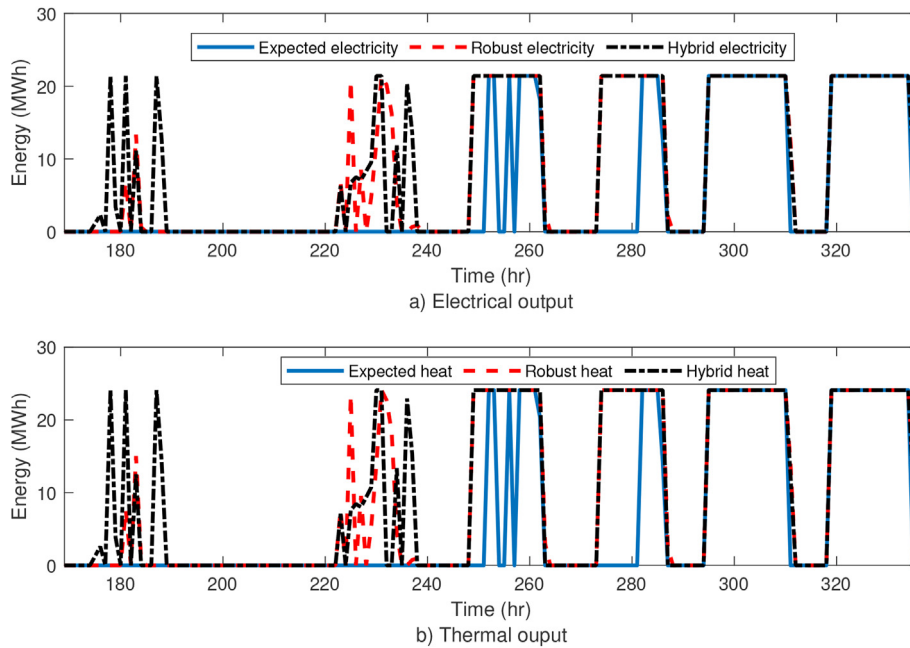 30
20
10
0
Energy (MWh)
Expected electricity Robust electricity Hybrid electricity
180 200 220 240 260 280 300 320
Time (hr)
a) Electrical output
30
20
10
0
Energy (MWh)
Expected heat Robust heat Hybrid heat
180 200 220 240 260 280 300 320
Time (hr)
b) Thermal ouput